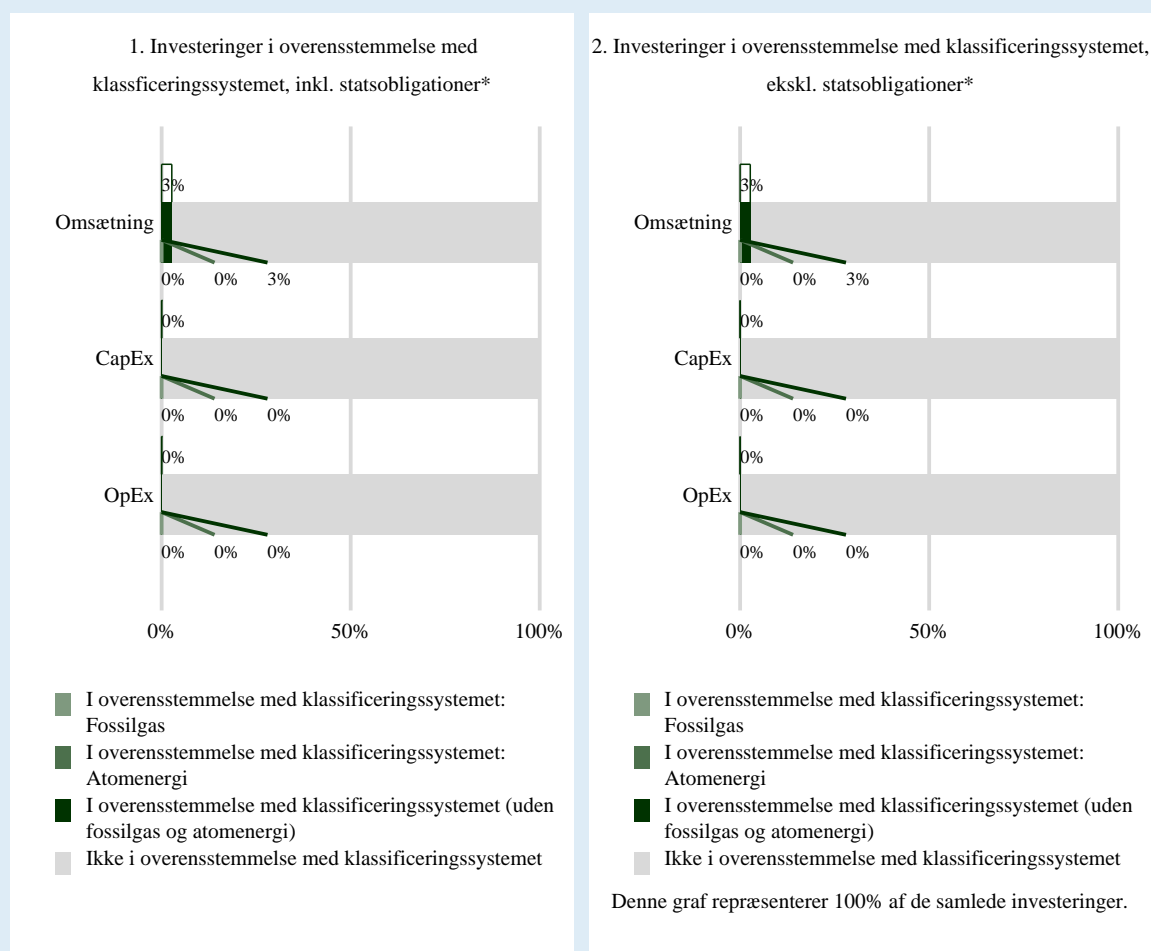 1. Investeringer i overensstemmelse med
klassficeringssystemet, inkl. statsobligationer*
3%
Omsætning
0% 0% 3%
0%
CapEx
0% 0% 0%
0%
OpEx
0% 0% 0%
0% 50% 100%
I overensstemmelse med klassificeringssystemet:
Fossilgas
I overensstemmelse med klassificeringssystemet:
Atomenergi
I overensstemmelse med klassificeringssystemet (uden
fossilgas og atomenergi)
Ikke i overensstemmelse med klassificeringssystemet
2. Investeringer i overensstemmelse med klassificeringssystemet,
ekskl. statsobligationer*
3%
Omsætning
0% 0% 3%
0%
CapEx
0% 0% 0%
0%
OpEx
0% 0% 0%
0% 50% 100%
I overensstemmelse med klassificeringssystemet:
Fossilgas
I overensstemmelse med klassificeringssystemet:
Atomenergi
I overensstemmelse med klassificeringssystemet (uden
fossilgas og atomenergi)
Ikke i overensstemmelse med klassificeringssystemet
Denne graf repræsenterer 100% af de samlede investeringer.